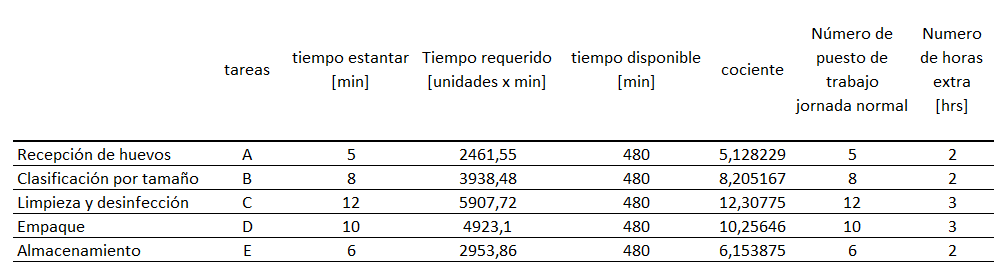 tareas tiempo estantar [min] Tiempo requerido [unidades x min] tiempo disponible [min] cociente Número de puesto de trabajo jornada normal Numero de horas extra [hrs]
Recepción de huevos A 5 2461,55 480 5,128229 5 2
Clasificación por tamaño B 8 3938,48 480 8,205167 8 2
Limpieza y desinfección C 12 5907,72 480 12,30775 12 3
Empaque D 10 4923,1 480 10,25646 10 3
Almacenamiento E 6 2953,86 480 6,153875 6 2